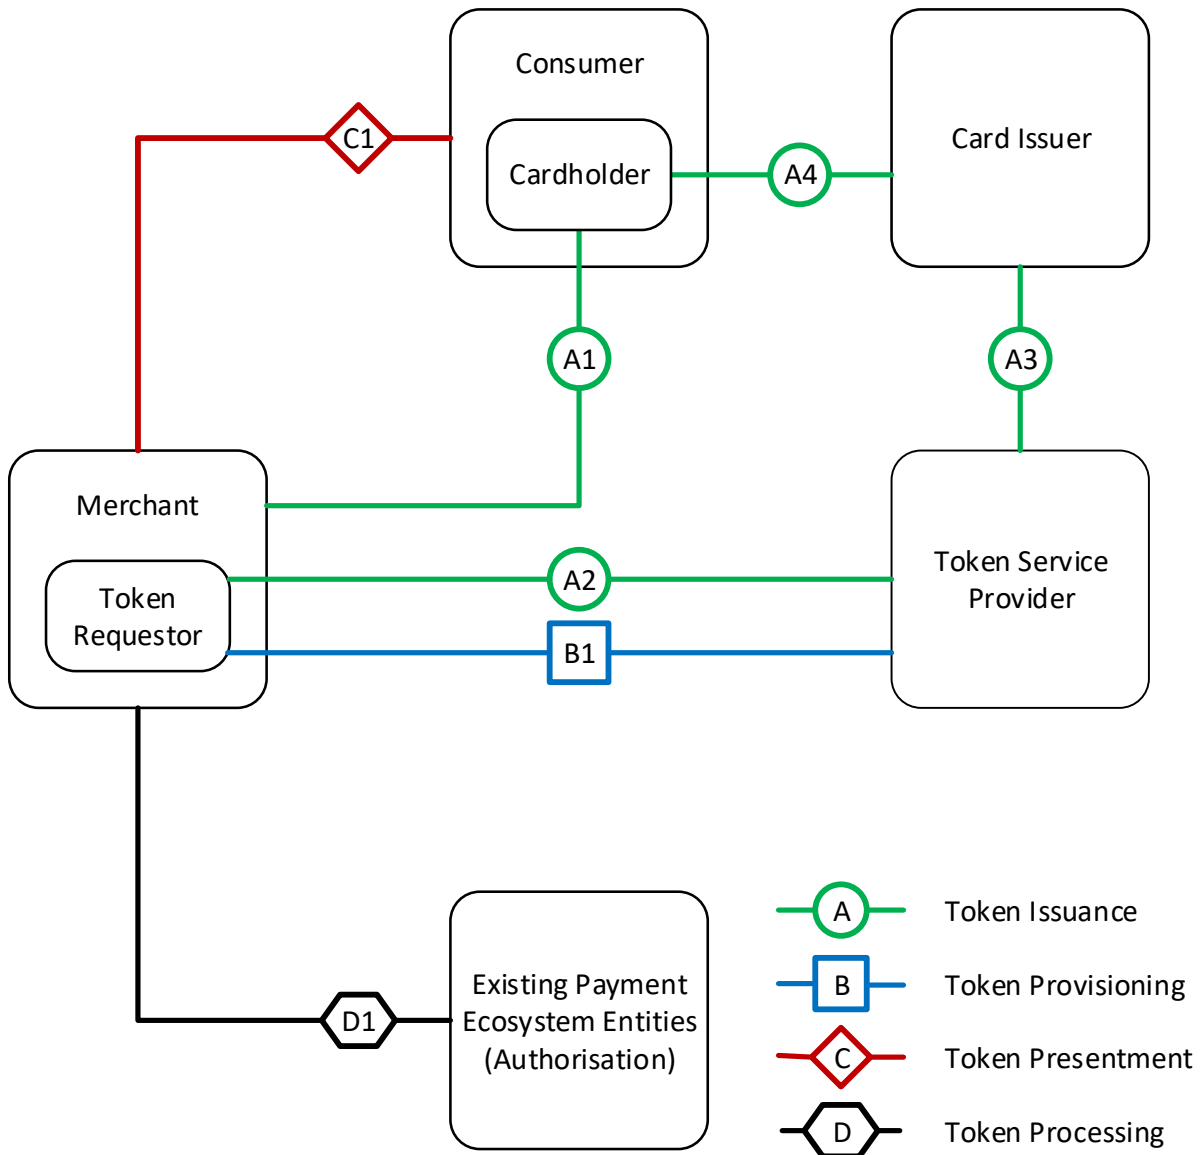 Consumer
Card Issuer
C1
Cardholder
A4
A1
A3
Merchant
Token
Requestor
A2
Token Service
Provider
B1
Existing Payment
Ecosystem Entities
(Authorisation)
D1
A Token Issuance
B Token Provisioning
C Token Presentment
D Token Processing